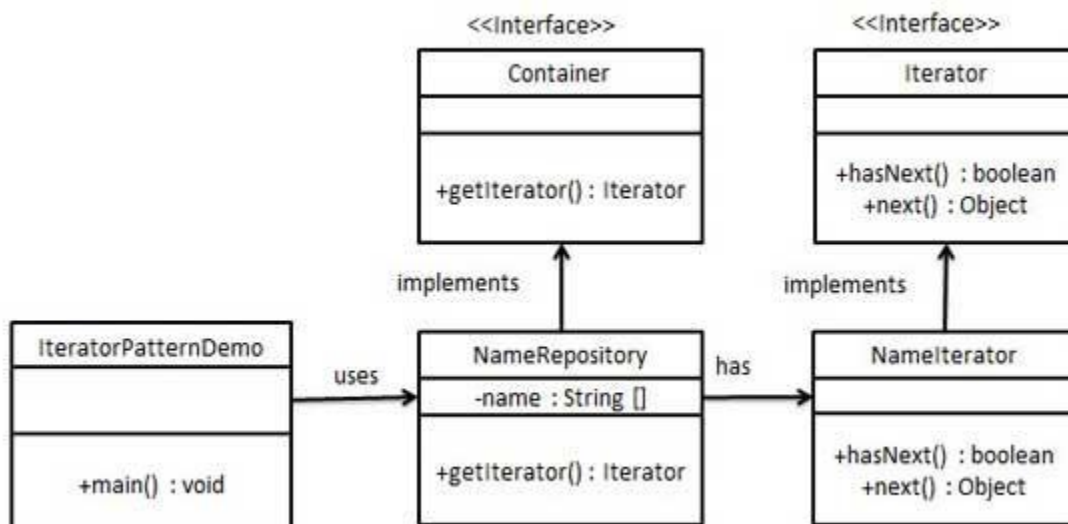 <<Interface>>
Container
+getIterator() : Iterator
<<Interface>>
Iterator
+hasNext() : boolean
+next() : Object
implements
implements
IteratorPatternDemo
+main() : void
uses
NameRepository
-name : String []
+getIterator() : Iterator
has
NameIterator
+hasNext() : boolean
+next() : Object